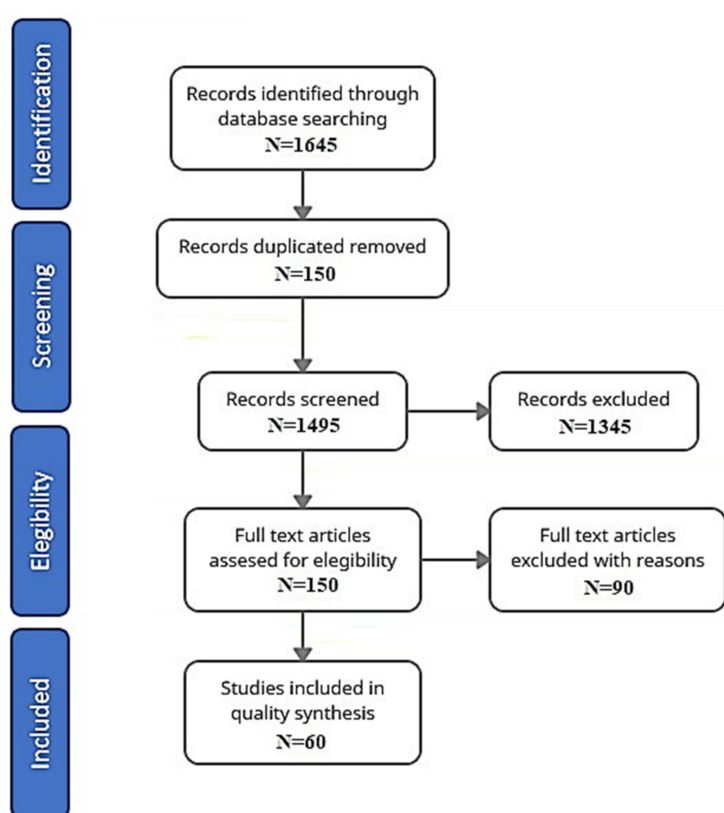 Identification
Records identified through
database searching
N=1645
Screening
Records duplicated removed
N=150
Records screened
N=1495
Records excluded
N=1345
Elegibility
Full text articles
assesed for elegibility
N=150
Full text articles
excluded with reasons
N=90
Included
Studies included in
quality synthesis
N=60